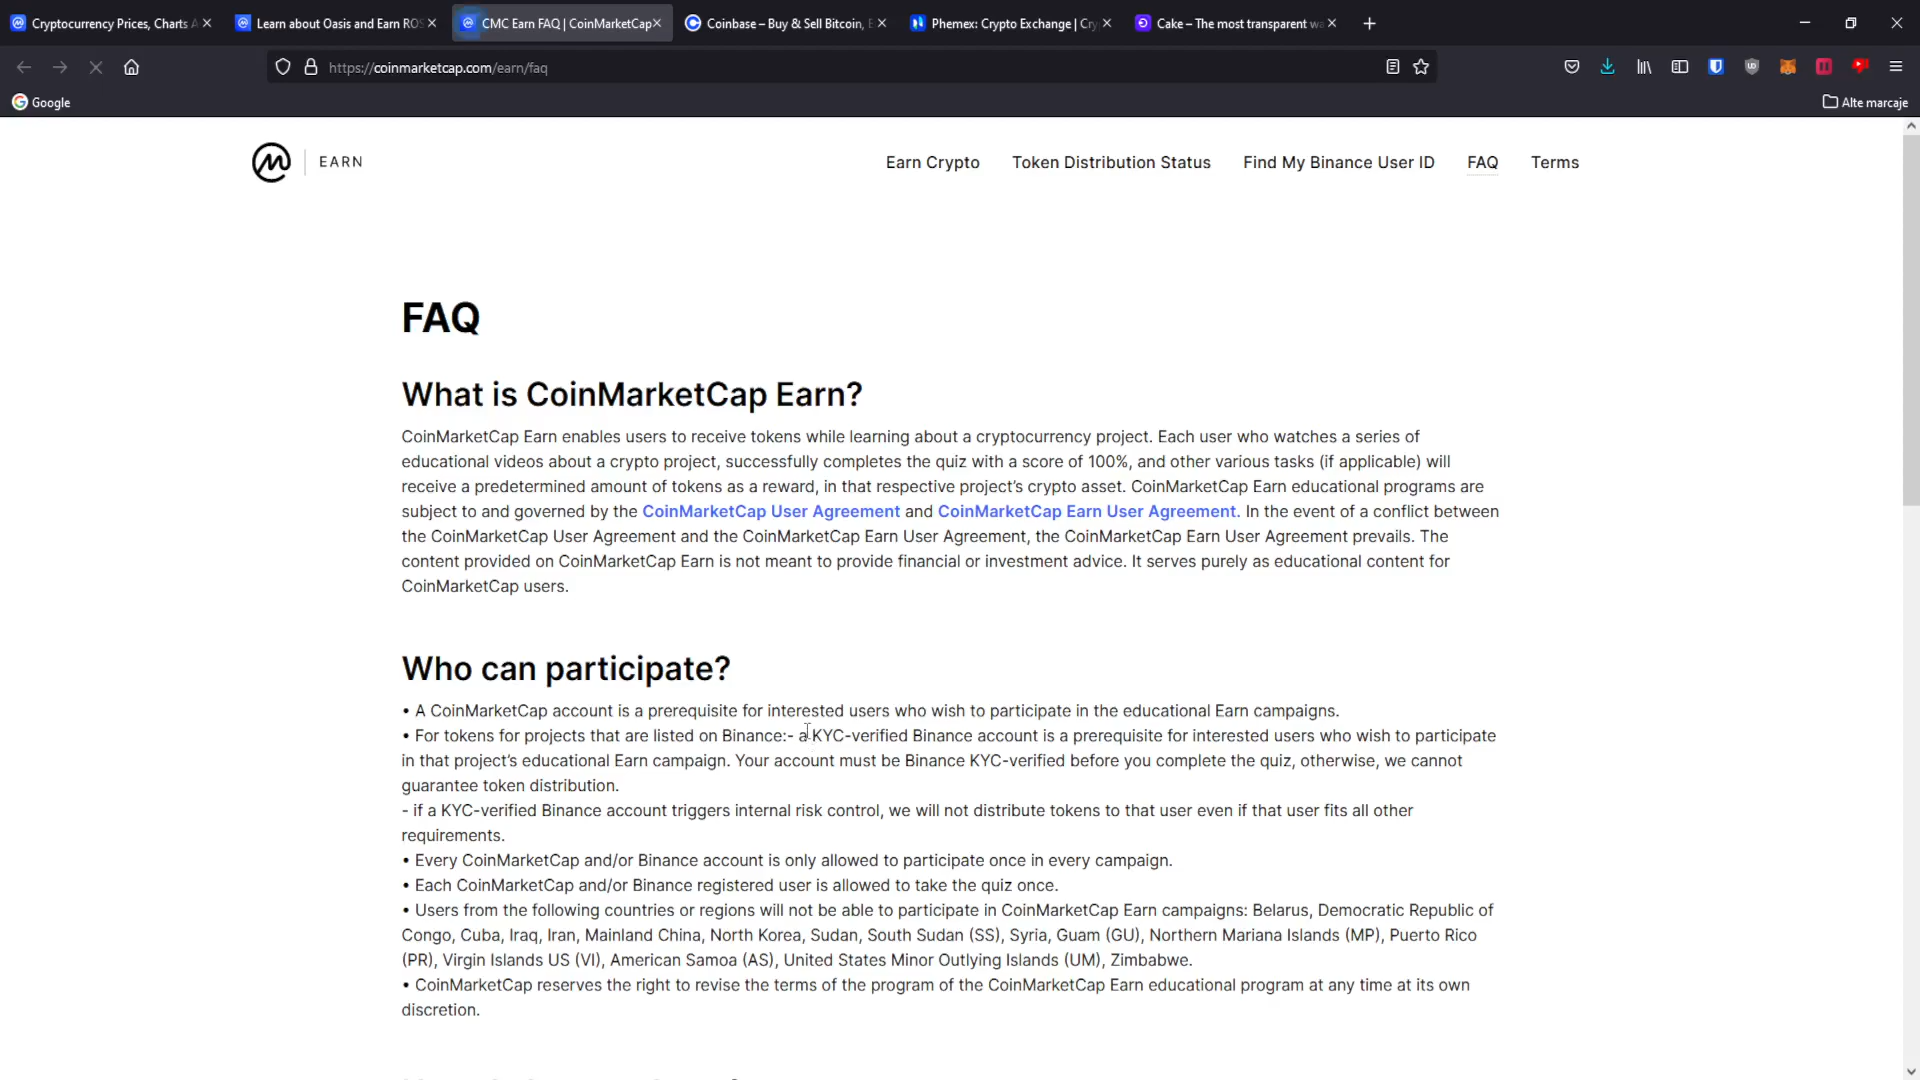 Cryptocurrency Prices, Charts A
Learn about Oasis and Earn ROS
CMC Earn FAQ | CoinMarketCap
Coinbase – Buy & Sell Bitcoin, E
Phemex: Crypto Exchange | Cry
Cake – The most transparent wa
https://coinmarketcap.com/earn/faq
Google
Alte marcaje
EARN
Earn Crypto
Token Distribution Status
Find My Binance User ID
FAQ
Terms
FAQ
What is CoinMarketCap Earn?
CoinMarketCap Earn enables users to receive tokens while learning about a cryptocurrency project. Each user who watches a series of
educational videos about a crypto project, successfully completes the quiz with a score of 100%, and other various tasks (if applicable) will
receive a predetermined amount of tokens as a reward, in that respective project's crypto asset. CoinMarketCap Earn educational programs are
subject to and governed by the CoinMarketCap User Agreement and CoinMarketCap Earn User Agreement. In the event of a conflict between
the CoinMarketCap User Agreement and the CoinMarketCap Earn User Agreement, the CoinMarketCap Earn User Agreement prevails. The
content provided on CoinMarketCap Earn is not meant to provide financial or investment advice. It serves purely as educational content for
CoinMarketCap users.
Who can participate?
• A CoinMarketCap account is a prerequisite for interested users who wish to participate in the educational Earn campaigns.
• For tokens for projects that are listed on Binance:- a KYC-verified Binance account is a prerequisite for interested users who wish to participate
in that project's educational Earn campaign. Your account must be Binance KYC-verified before you complete the quiz, otherwise, we cannot
guarantee token distribution.
- if a KYC-verified Binance account triggers internal risk control, we will not distribute tokens to that user even if that user fits all other
requirements.
• Every CoinMarketCap and/or Binance account is only allowed to participate once in every campaign.
• Each CoinMarketCap and/or Binance registered user is allowed to take the quiz once.
• Users from the following countries or regions will not be able to participate in CoinMarketCap Earn campaigns: Belarus, Democratic Republic of
Congo, Cuba, Iraq, Iran, Mainland China, North Korea, Sudan, South Sudan (SS), Syria, Guam (GU), Northern Mariana Islands (MP), Puerto Rico
(PR), Virgin Islands US (VI), American Samoa (AS), United States Minor Outlying Islands (UM), Zimbabwe.
• CoinMarketCap reserves the right to revise the terms of the program of the CoinMarketCap Earn educational program at any time at its own
discretion.